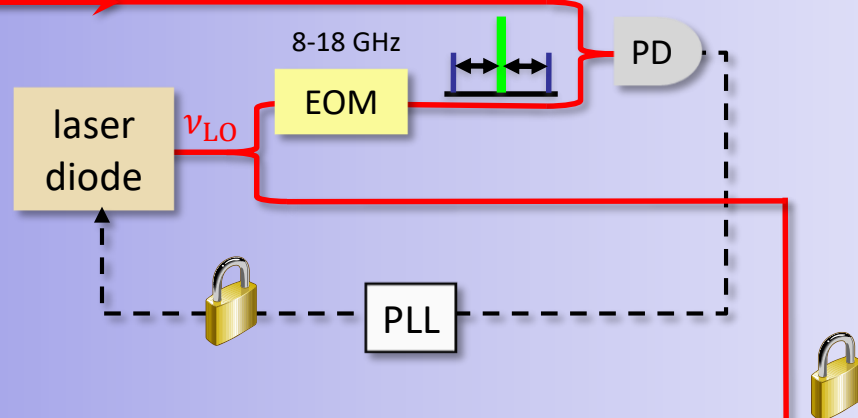 8-18 GHz
PD
EOM
laser
diode
νLO
PLL